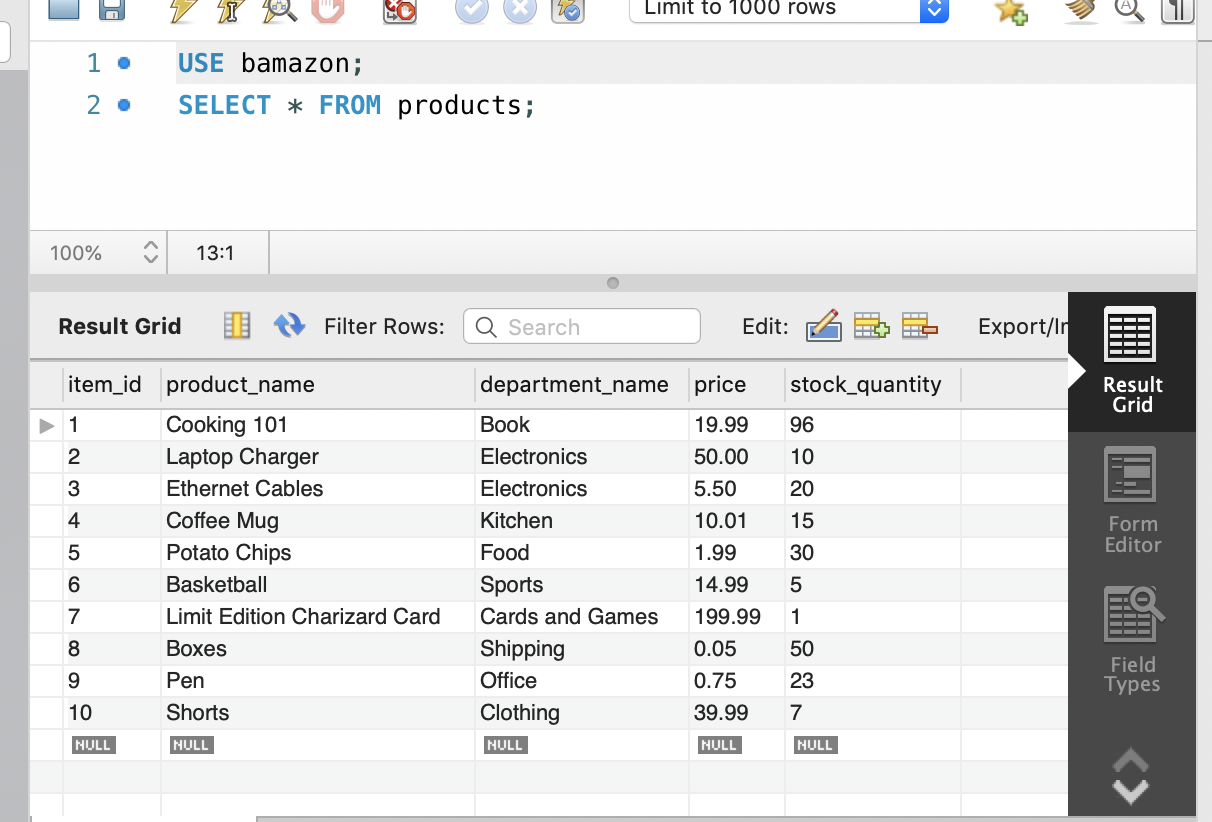 Limit to 1000 rows
1 USE bamazon;
2 SELECT * FROM products;
100% 13:1
Result Grid Filter Rows: Search Edit: Export/Im
item_id product_name department_name price stock_quantity
1 Cooking 101 Book 19.99 96
2 Laptop Charger Electronics 50.00 10
3 Ethernet Cables Electronics 5.50 20
4 Coffee Mug Kitchen 10.01 15
5 Potato Chips Food 1.99 30
6 Basketball Sports 14.99 5
7 Limit Edition Charizard Card Cards and Games 199.99 1
8 Boxes Shipping 0.05 50
9 Pen Office 0.75 23
10 Shorts Clothing 39.99 7
NULL NULL NULL NULL NULL
Result
Grid
Form
Editor
Field
Types